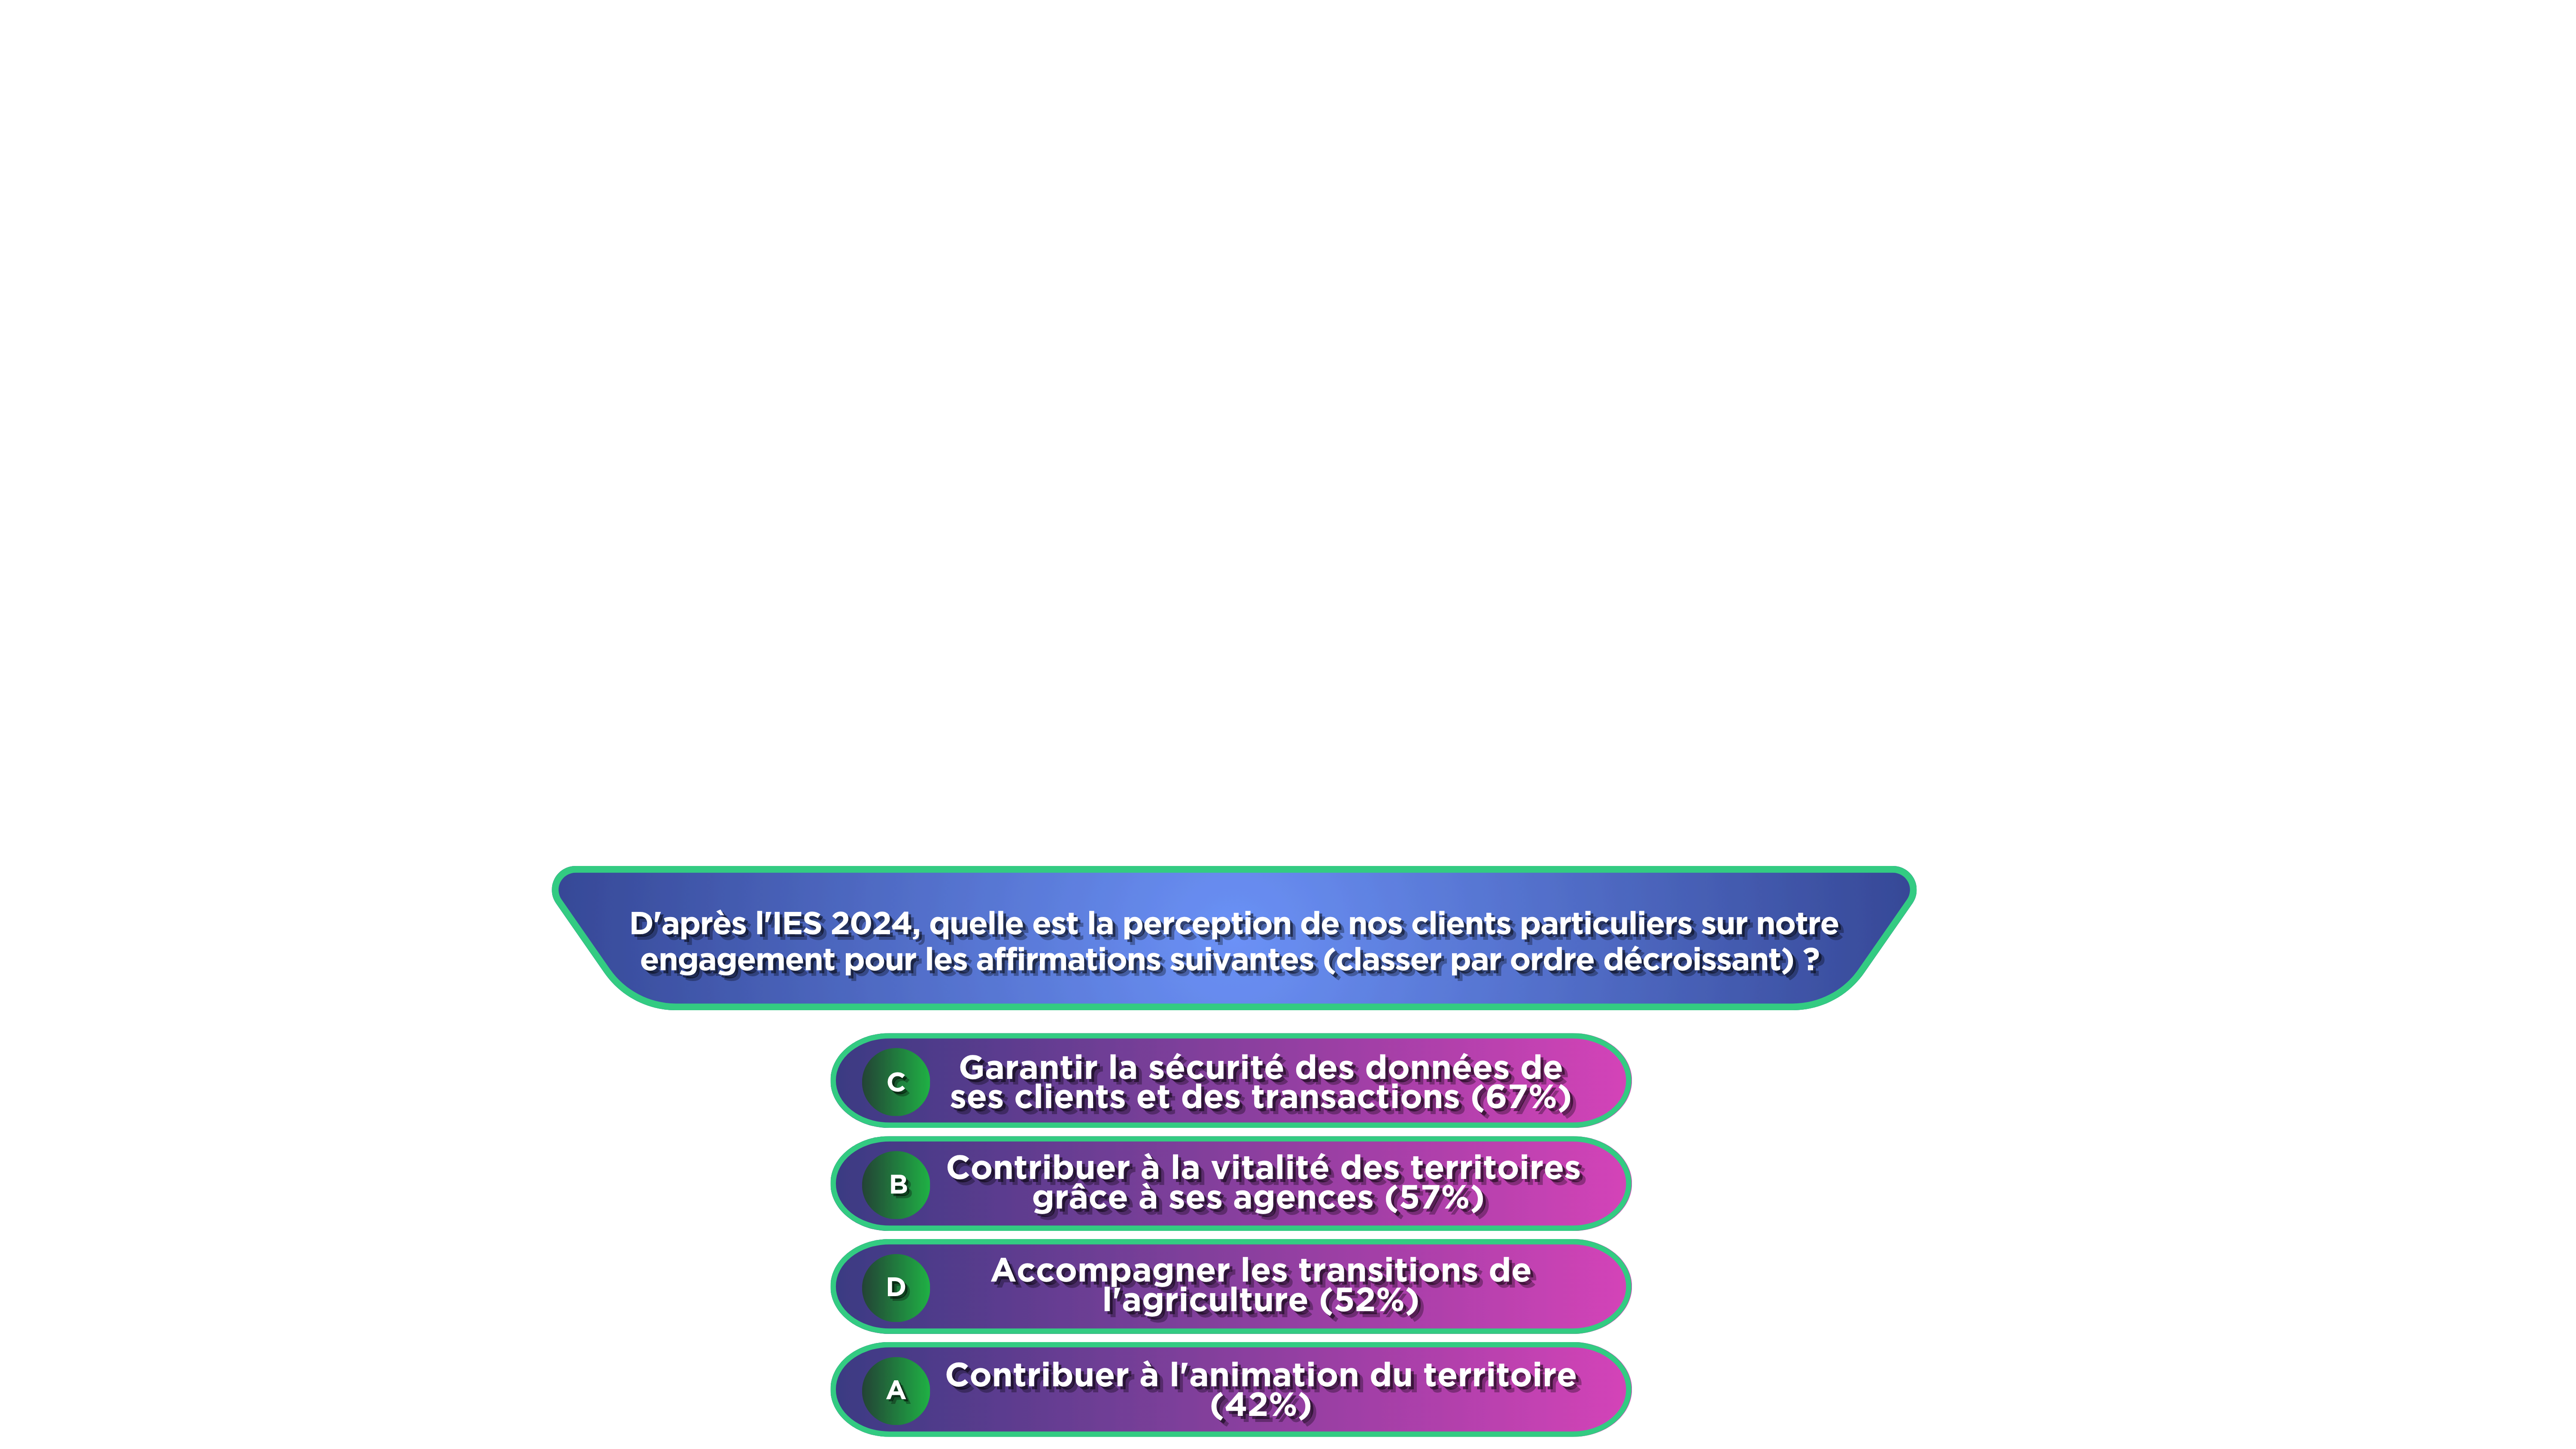 D'après l'IES 2024, quelle est la perception de nos clients particuliers sur notre
engagement pour les affirmations suivantes (classer par ordre décroissant) ?
C
Garantir la sécurité des données de
ses clients et des transactions (67%)
B
Contribuer à la vitalité des territoires
grâce à ses agences (57%)
D
Accompagner les transitions de
l'agriculture (52%)
A
Contribuer à l'animation du territoire
(42%)